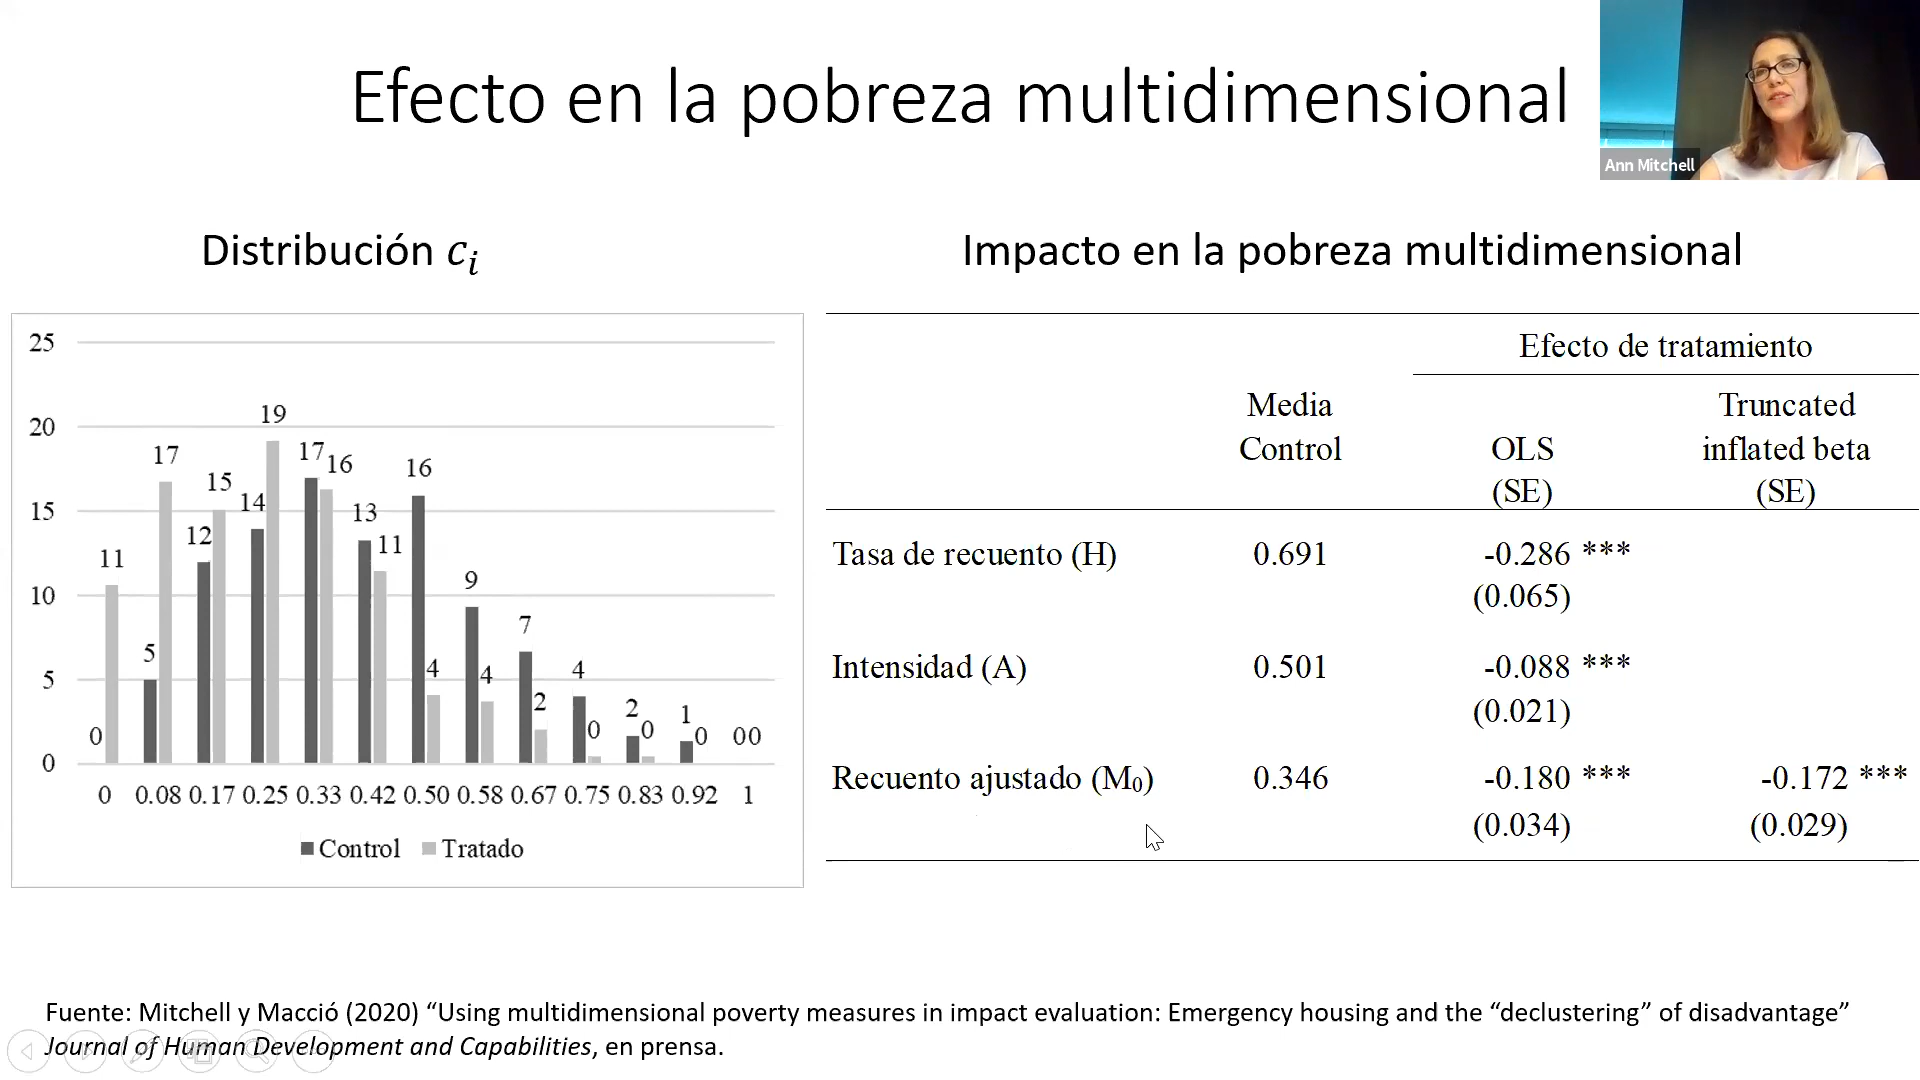 Efecto en la pobreza multidimensional
Ann Mitchell
Distribución cᵢ
25
20
15
10
5
0
0
11
5
17
12
15
14
19
17
16
13
11
16
4
9
4
7
2
4
0
2
0
1
0
0
0
0 0.08 0.17 0.25 0.33 0.42 0.50 0.58 0.67 0.75 0.83 0.92 1
Control Tratado
Impacto en la pobreza multidimensional
Efecto de tratamiento
Media Control
OLS (SE)
Truncated inflated beta (SE)
Tasa de recuento (H) 0.691 -0.286 ***
(0.065)
Intensidad (A) 0.501 -0.088 ***
(0.021)
Recuento ajustado (M₀) 0.346 -0.180 *** -0.172 ***
(0.034) (0.029)
Fuente: Mitchell y Macció (2020) “Using multidimensional poverty measures in impact evaluation: Emergency housing and the “declustering” of disadvantage”
Journal of Human Development and Capabilities, en prensa.